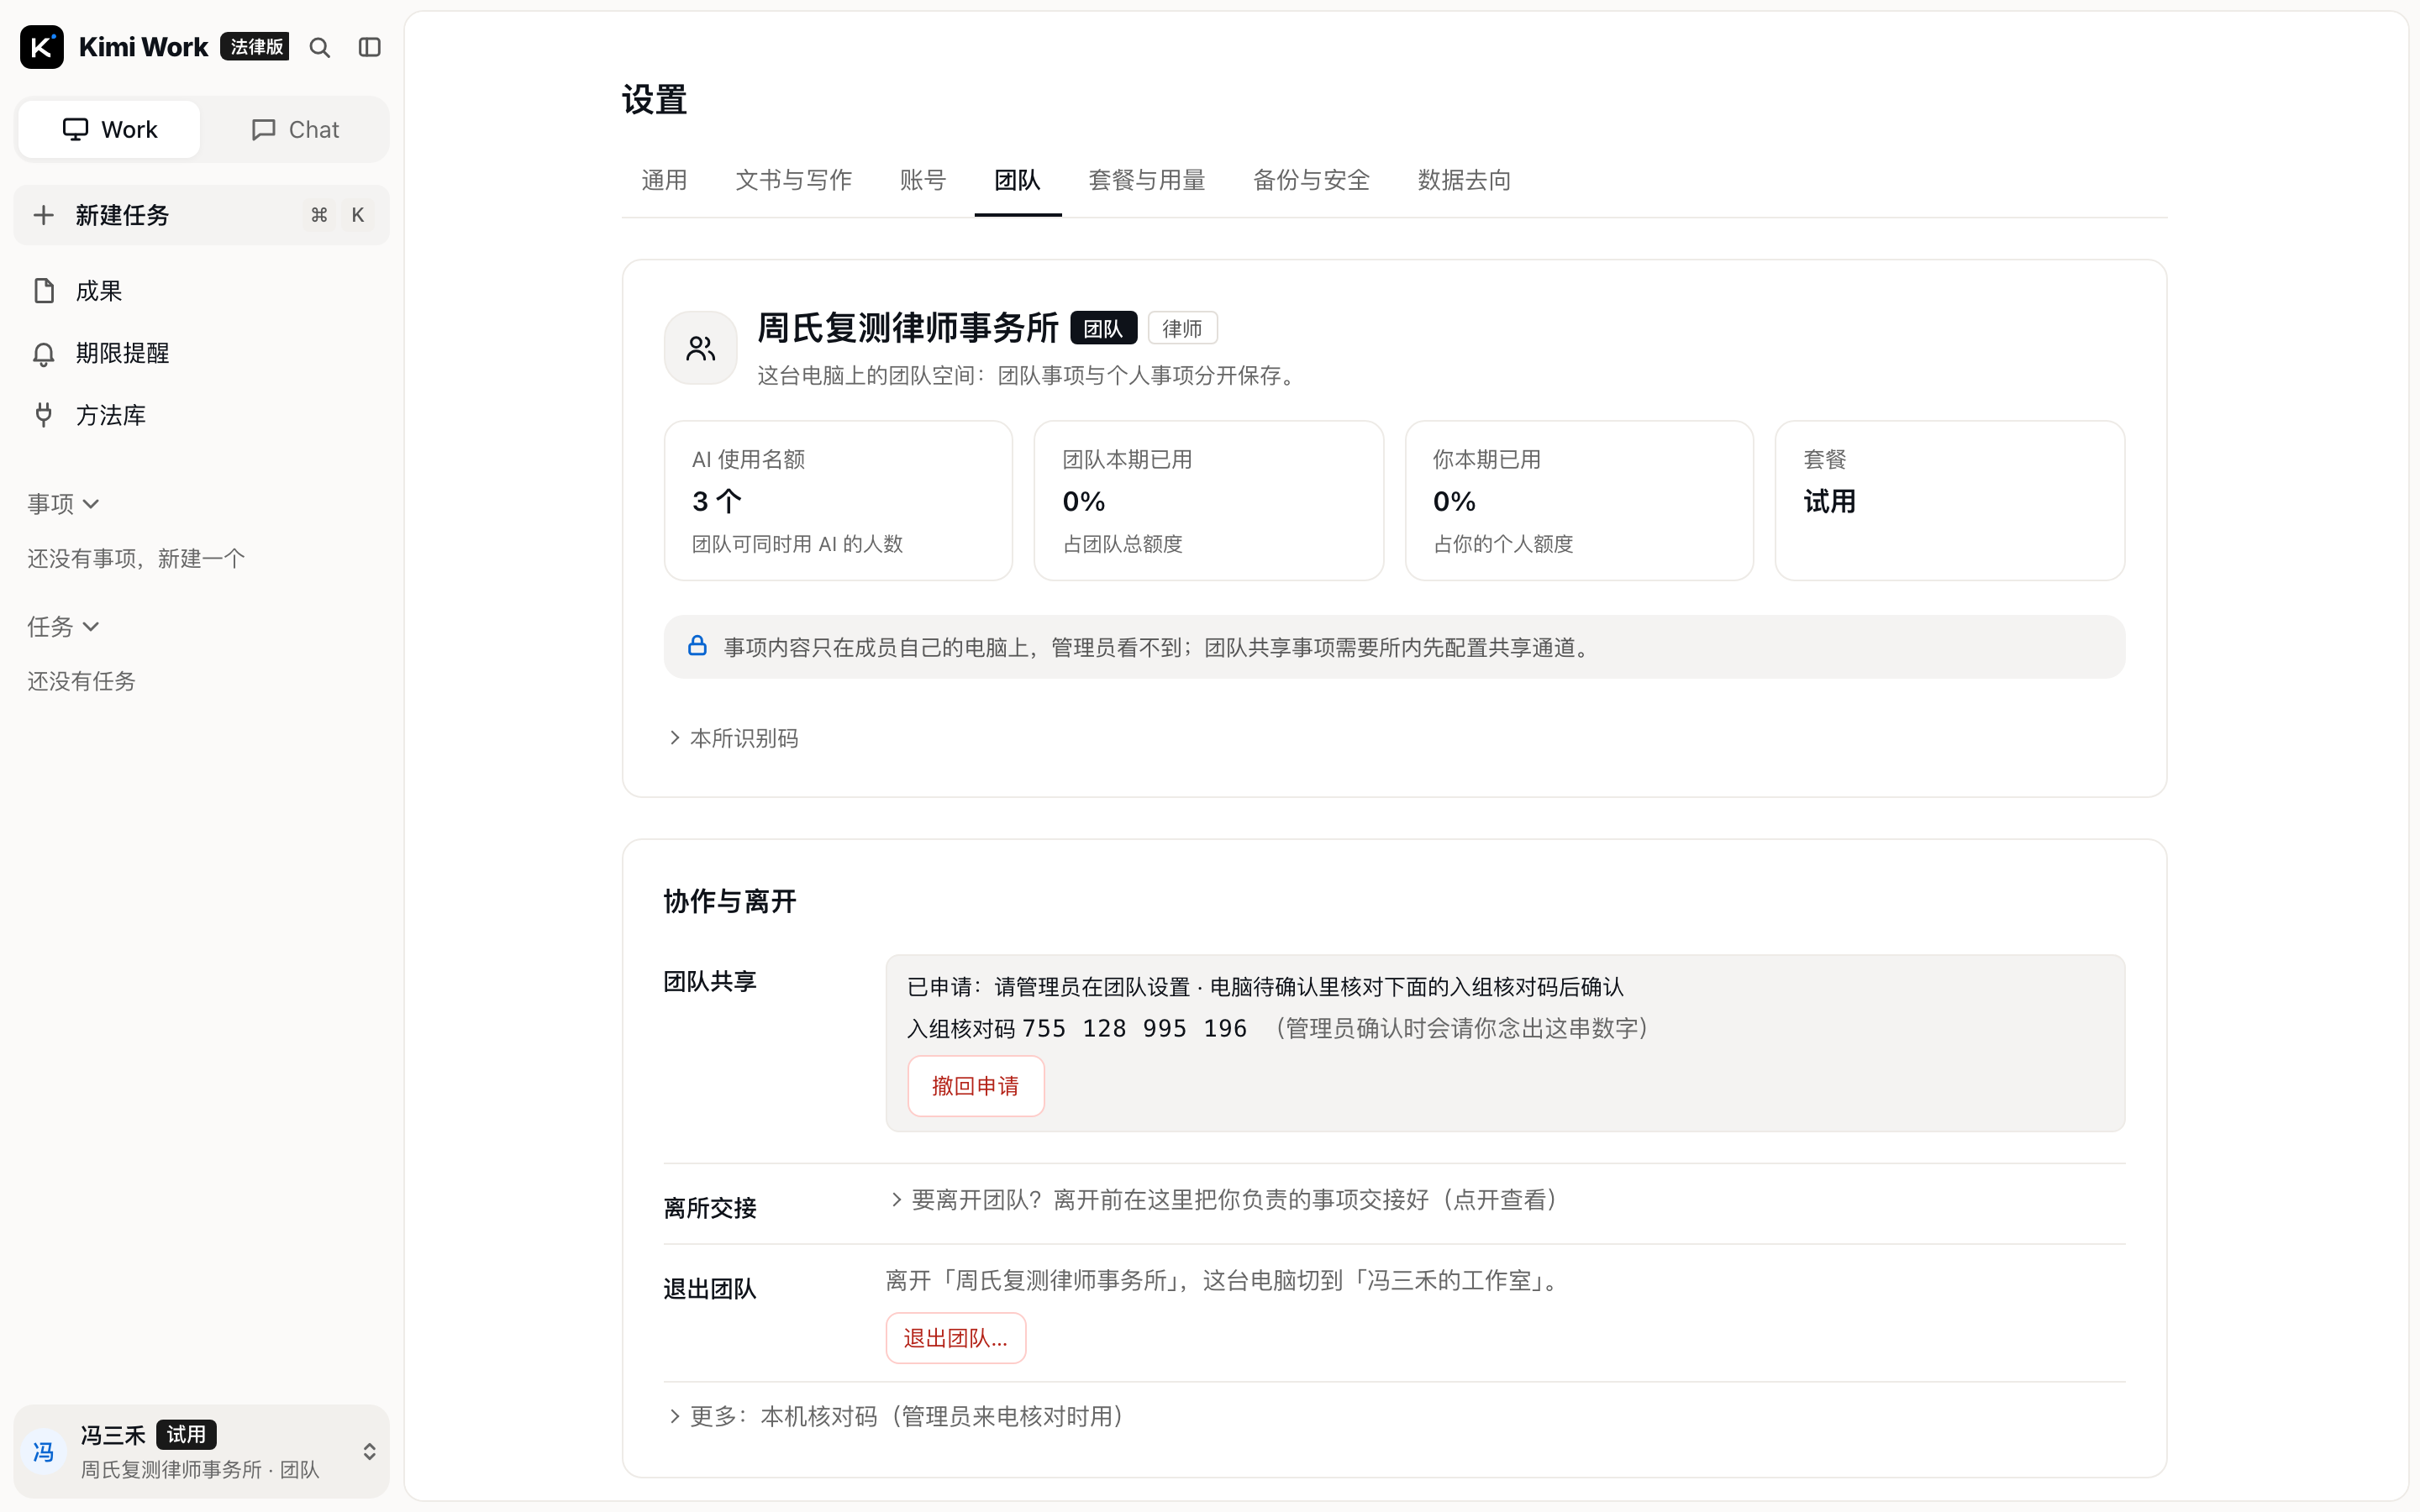 Kimi Work 法律版
Work
Chat
新建任务 ⌘ K
成果
期限提醒
方法库
事项
还没有事项，新建一个
任务
还没有任务
冯 冯三禾 试用
周氏复测律师事务所 · 团队
设置
通用 文书与写作 账号 团队 套餐与用量 备份与安全 数据去向
周氏复测律师事务所 团队 律师
这台电脑上的团队空间：团队事项与个人事项分开保存。
AI 使用名额
3 个
团队可同时用 AI 的人数
团队本期已用
0%
占团队总额度
你本期已用
0%
占你的个人额度
套餐
试用
事项内容只在成员自己的电脑上，管理员看不到；团队共享事项需要所内先配置共享通道。
本所识别码
协作与离开
团队共享
已申请：请管理员在团队设置 · 电脑待确认里核对下面的入组核对码后确认
入组核对码 755 128 995 196 （管理员确认时会请你念出这串数字）
撤回申请
离所交接
要离开团队？离开前在这里把你负责的事项交接好（点开查看）
退出团队
离开「周氏复测律师事务所」，这台电脑切到「冯三禾的工作室」。
退出团队...
更多：本机核对码（管理员来电核对时用）